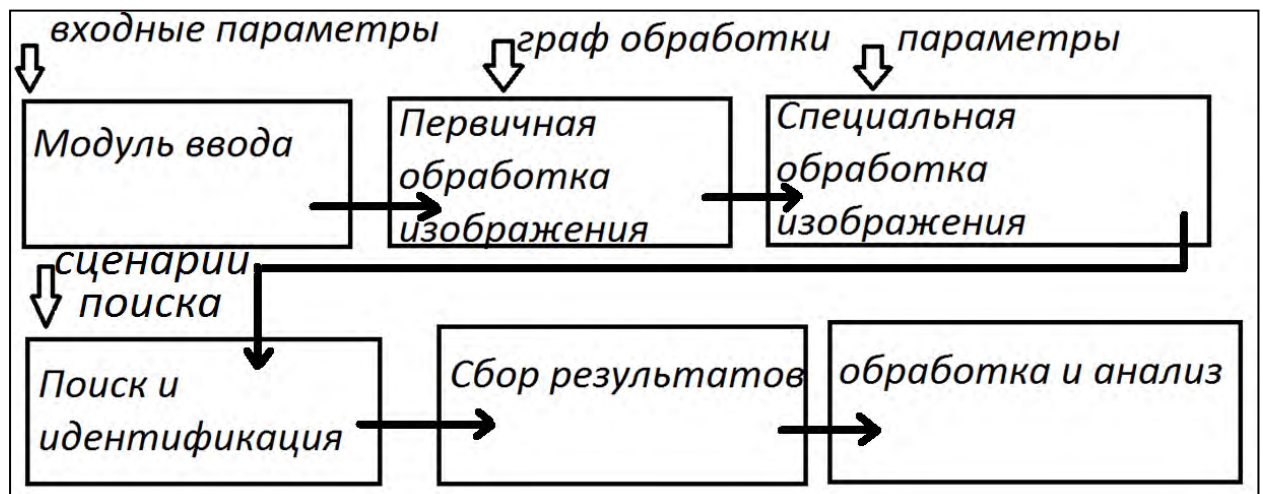 входные параметры
граф обработки
параметры
Модуль ввода
Первичная
обработка
изображения
Специальная
обработка
изображения
сценарии
поиска
Поиск и
идентификация
Сбор результатов
обработка и анализ